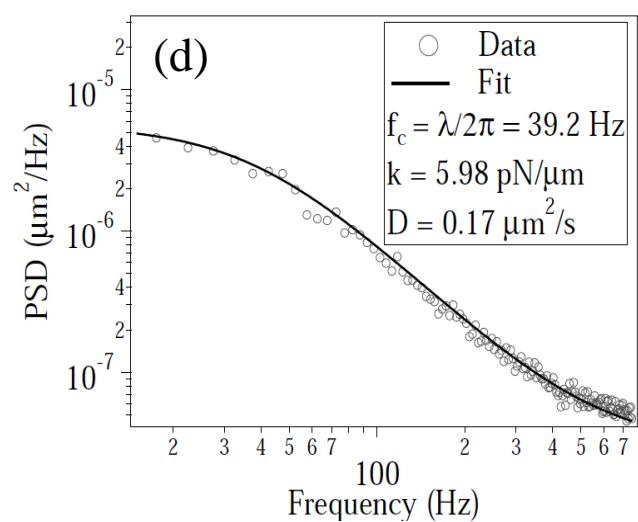 (d)
Data
Fit
f_c = λ/2π = 39.2 Hz
k = 5.98 pN/μm
D = 0.17 μm²/s
PSD (μm²/Hz)
4
2
10⁻⁵
4
2
10⁻⁶
4
2
10⁻⁷
4
2 3 4 5 6 7 2 3 4 5 6 7
100
Frequency (Hz)